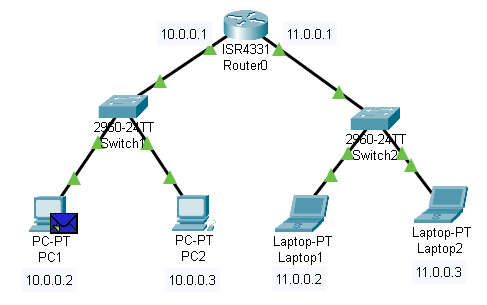 10.0.0.1
11.0.0.1
ISR4331
Router0
2960-24TT
Switch1
2960-24TT
Switch2
PC-PT
PC1
10.0.0.2
PC-PT
PC2
10.0.0.3
Laptop-PT
Laptop1
11.0.0.2
Laptop-PT
Laptop2
11.0.0.3